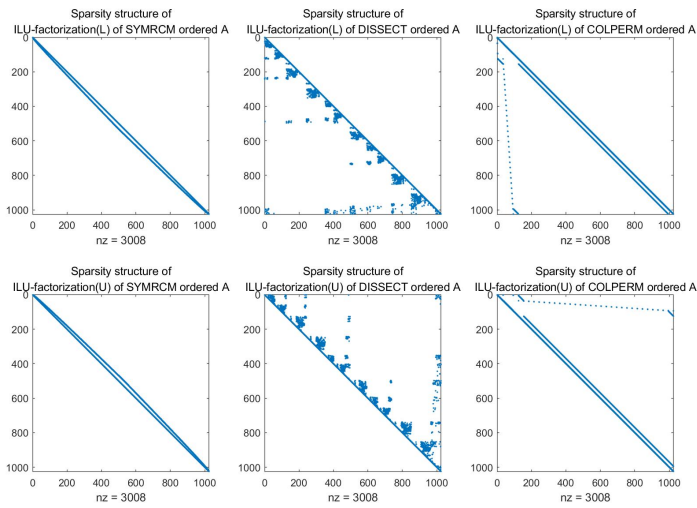 Sparsity structure of
ILU-factorization(L) of SYMRCM ordered A
0
200
400
600
800
1000
0 200 400 600 800 1000
nz = 3008
Sparsity structure of
ILU-factorization(L) of DISSECT ordered A
0
200
400
600
800
1000
0 200 400 600 800 1000
nz = 3008
Sparsity structure of
ILU-factorization(L) of COLPERM ordered A
0
200
400
600
800
1000
0 200 400 600 800 1000
nz = 3008
Sparsity structure of
ILU-factorization(U) of SYMRCM ordered A
0
200
400
600
800
1000
0 200 400 600 800 1000
nz = 3008
Sparsity structure of
ILU-factorization(U) of DISSECT ordered A
0
200
400
600
800
1000
0 200 400 600 800 1000
nz = 3008
Sparsity structure of
ILU-factorization(U) of COLPERM ordered A
0
200
400
600
800
1000
0 200 400 600 800 1000
nz = 3008